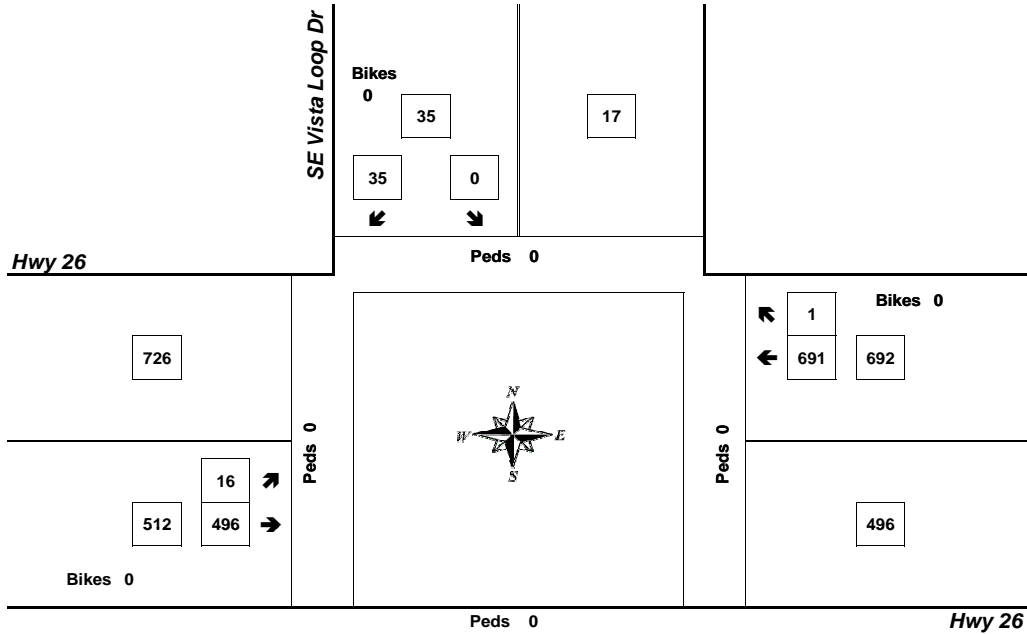 SE Vista Loop Dr
Bikes
0
35
17
35 0
Peds 0
Hwy 26
Bikes 0
1
726
691 692
N
W E
S
Peds 0
Peds 0
16
512 496
496
Bikes 0
Peds 0
Hwy 26